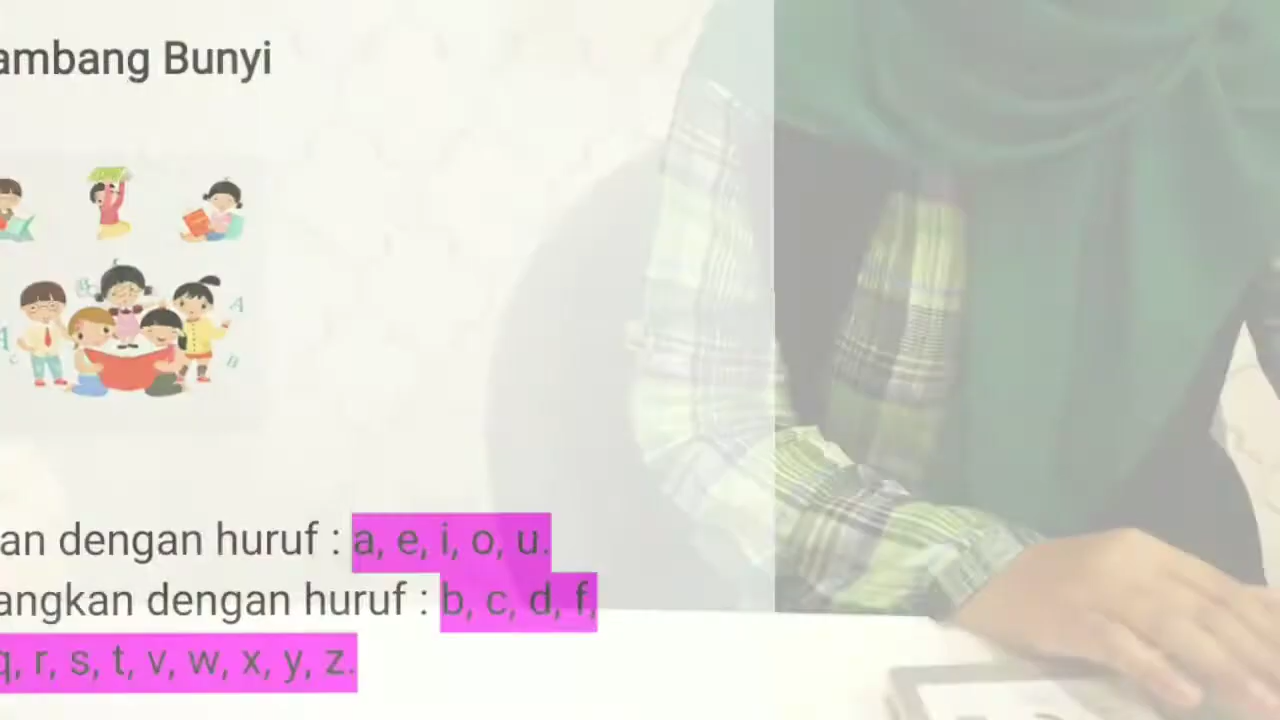 ambang Bunyi
an dengan huruf : a, e, i, o, u.
angkan dengan huruf : b, c, d, f,
q, r, s, t, v, w, x, y, z.